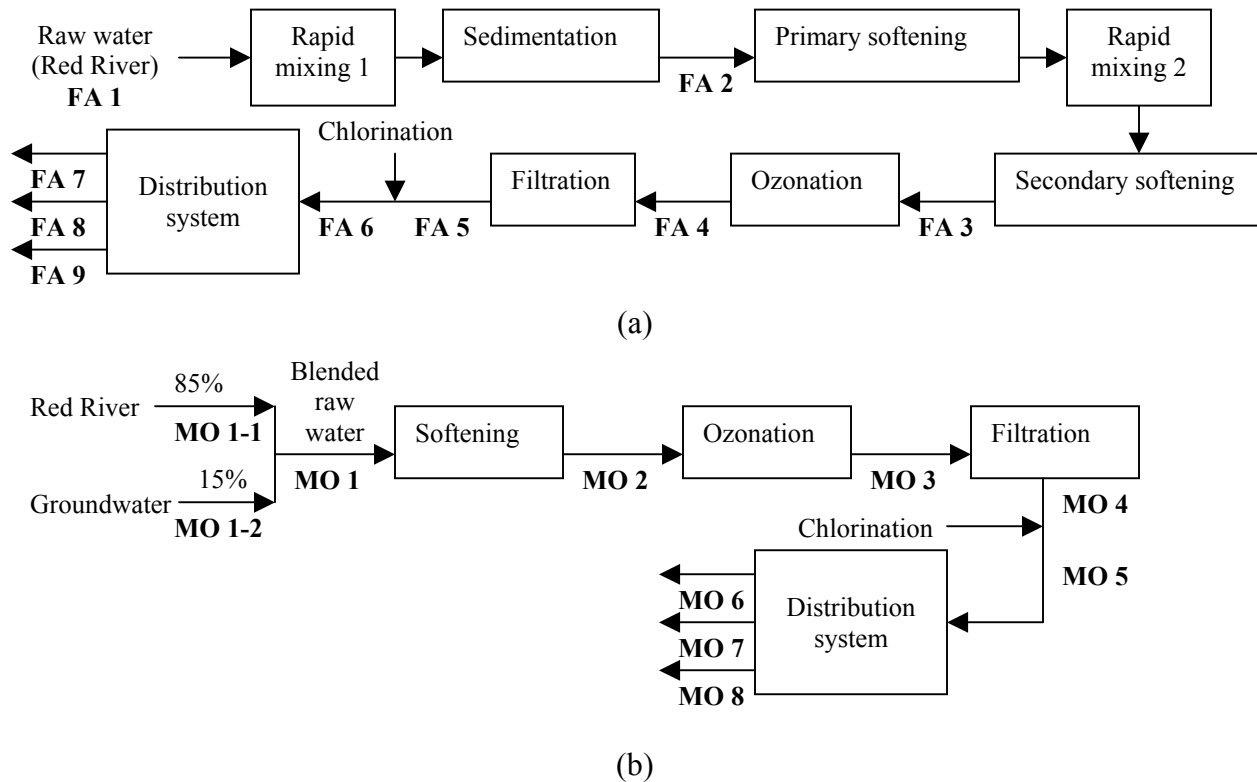 Raw water
(Red River)
FA 1
Rapid
mixing 1
Sedimentation
FA 2
Primary softening
Rapid
mixing 2
Chlorination
FA 7
FA 8
FA 9
Distribution
system
FA 6
FA 5
Filtration
FA 4
Ozonation
FA 3
Secondary softening
(a)
Red River
85%
MO 1-1
Groundwater
15%
MO 1-2
Blended
raw
water
MO 1
Softening
MO 2
Ozonation
MO 3
Filtration
MO 4
Chlorination
MO 5
MO 6
MO 7
MO 8
Distribution
system
(b)